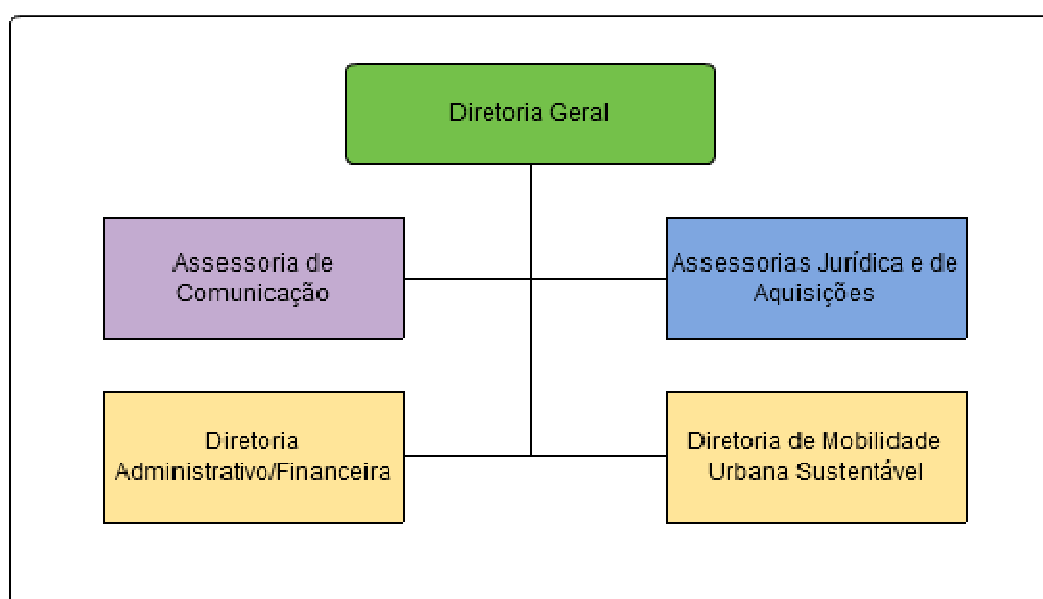 Diretoria Geral
Assessoria de
Comunicação
Assessorias Jurídica e de
Aquisições
Diretoria
Administrativo/Financeira
Diretoria de Mobilidade
Urbana Sustentável